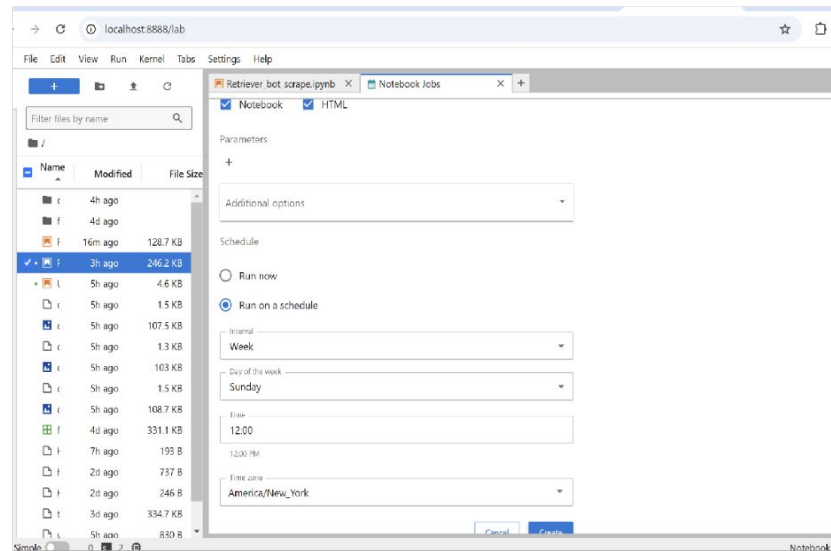 localhost:8888/lab
File Edit View Run Kernel Tabs Settings Help
Retriever_bot_scrape.ipynb
Notebook Jobs
Filter files by name
/
Name Modified File Size
4h ago
4d ago
16m ago 128.7 KB
3h ago 246.2 KB
5h ago 4.6 KB
5h ago 1.5 KB
5h ago 107.5 KB
5h ago 1.3 KB
5h ago 103 KB
5h ago 1.5 KB
5h ago 108.7 KB
4d ago 331.1 KB
7h ago 193 B
2d ago 737 B
2d ago 246 B
3d ago 334.7 KB
5h ago 830 B
Simple 0 2
Notebook HTML
Parameters
+
Additional options
Schedule
Run now
Run on a schedule
Interval
Week
Day of the week
Sunday
Time
12:00
12:00 PM
Time zone
America/New_York
Cancel Create
Notebook